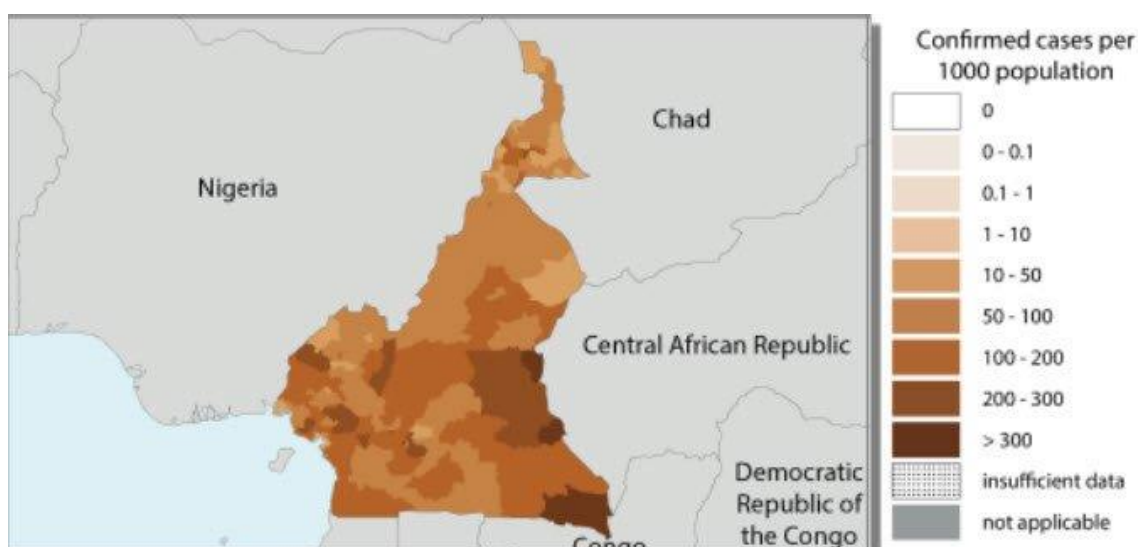 Nigeria
Chad
Central African Republic
Democratic
Republic of
the Congo
Congo
Confirmed cases per
1000 population
0
0 - 0.1
0.1 - 1
1 - 10
10 - 50
50 - 100
100 - 200
200 - 300
> 300
insufficient data
not applicable